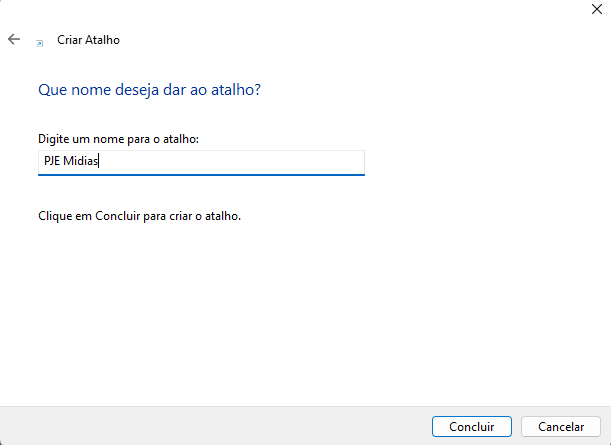 Criar Atalho
Que nome deseja dar ao atalho?
Digite um nome para o atalho:
PJE Midias
Clique em Concluir para criar o atalho.
Concluir
Cancelar